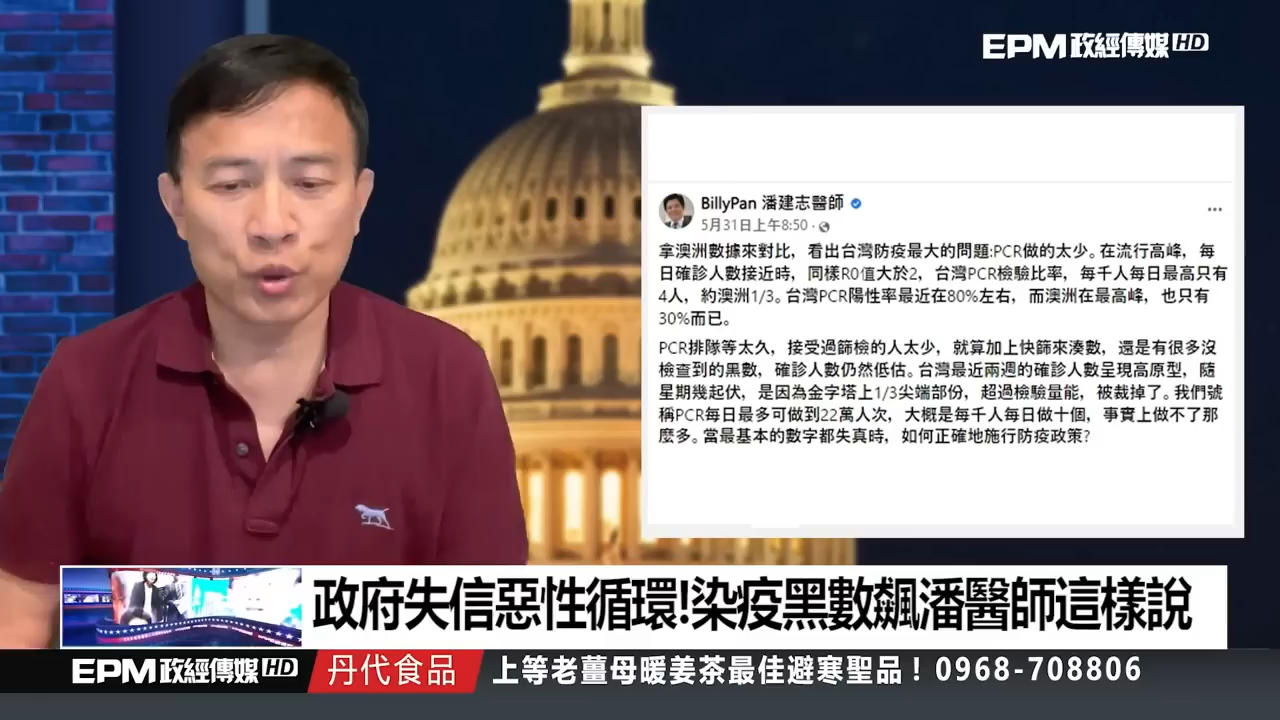 EPM政經傳媒HD
BillyPan 潘建志醫師
5月31日上午8:50
拿澳洲數據來對比，看出台灣防疫最大的問題:PCR做的太少。在流行高峰，每
日確診人數接近時，同樣R0值大於2，台灣PCR檢驗比率，每千人每日最高只有
4人，約澳洲1/3。台灣PCR陽性率最近在80%左右，而澳洲在最高峰，也只有
30%而已。
PCR排隊等太久，接受過篩檢的人太少，就算加上快篩來湊數，還是有很多沒
檢查到的黑數，確診人數仍然低估。台灣最近兩週的確診人數呈現高原型，隨
星期幾起伏，是因為金字塔上1/3尖端部份，超過檢驗量能，被裁掉了。我們號
稱PCR每日最多可做到22萬人次，大概是每千人每日做十個，事實上做不了那
麼多。當最基本的數字都失真時，如何正確地施行防疫政策?
政府失信惡性循環!染疫黑數飆潘醫師這樣說
EPM政經傳媒HD 丹代食品 上等老薑母暖姜茶最佳避寒聖品！0968-708806